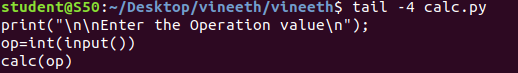 student@S50:~/Desktop/vineeth/vineeth$ tail -4 calc.py
print("\n\nEnter the Operation value\n");
op=int(input())
calc(op)